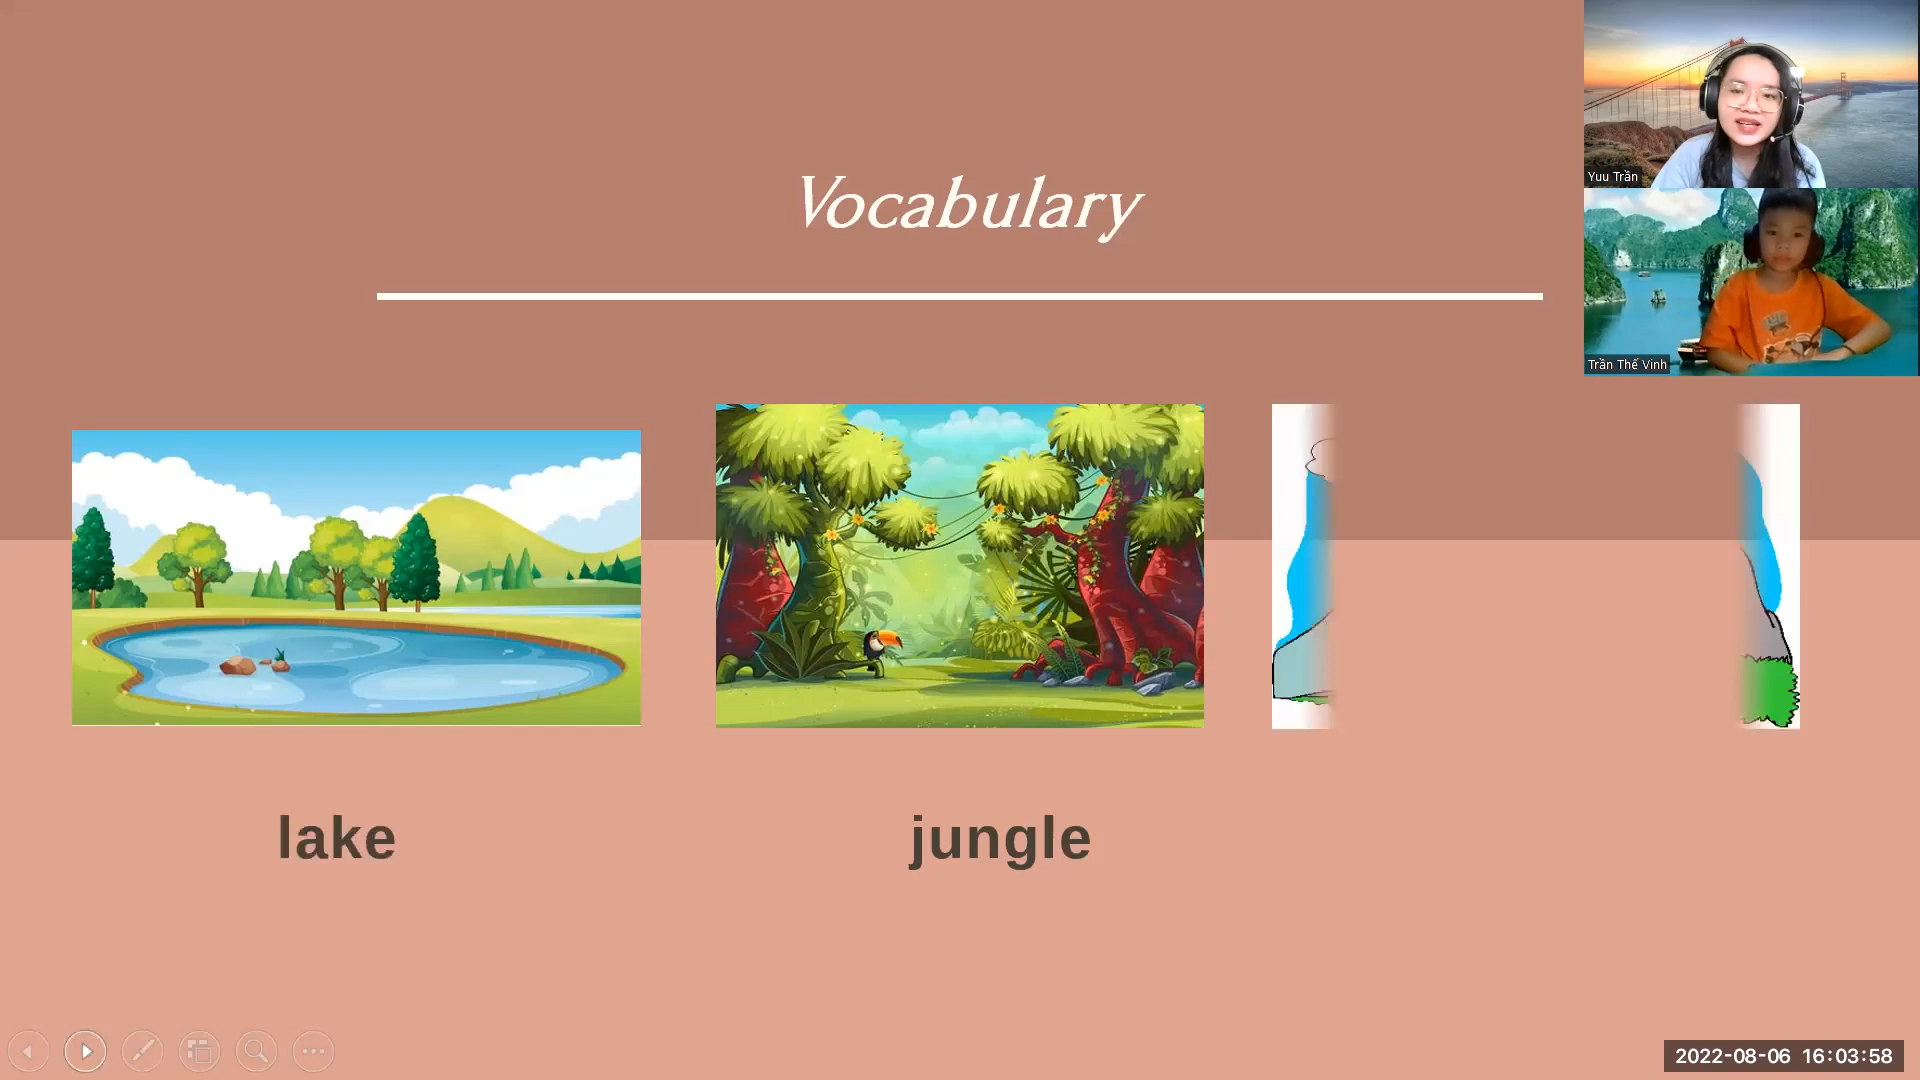 Vocabulary
Yuu Trần
Trần Thế Vinh
lake
jungle
2022-08-06 16:03:58